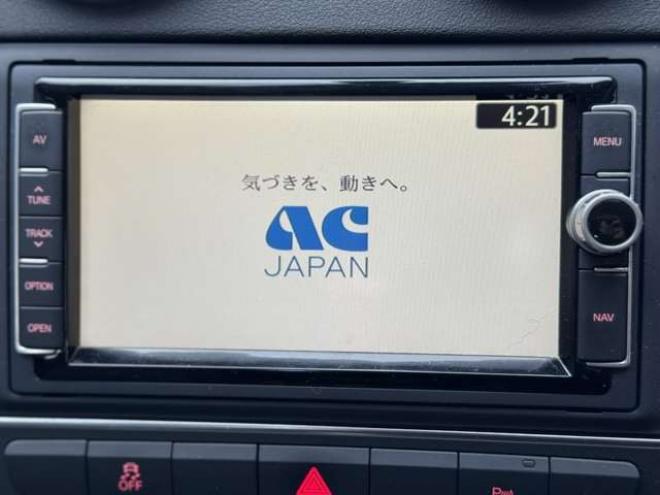 4:21
気づきを、動きへ。
AC
JAPAN
AV
TUNE
TRACK
OPTION
OPEN
MENU
NAV
OFF